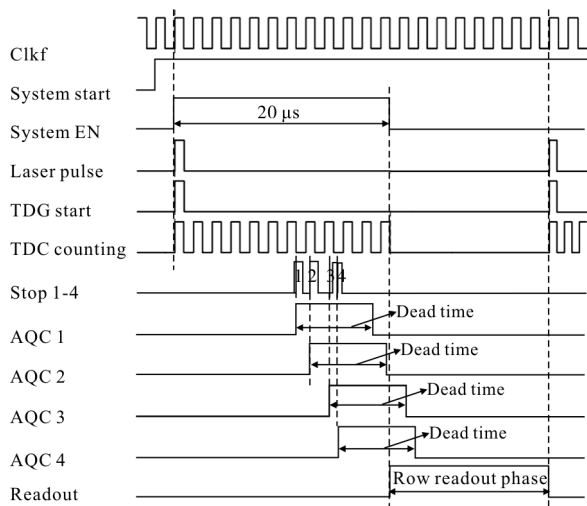 Clkf
System start
20 μs
System EN
Laser pulse
TDG start
TDC counting
1 2 3 4
Stop 1-4
Dead time
AQC 1
Dead time
AQC 2
Dead time
AQC 3
Dead time
AQC 4
Row readout phase
Readout